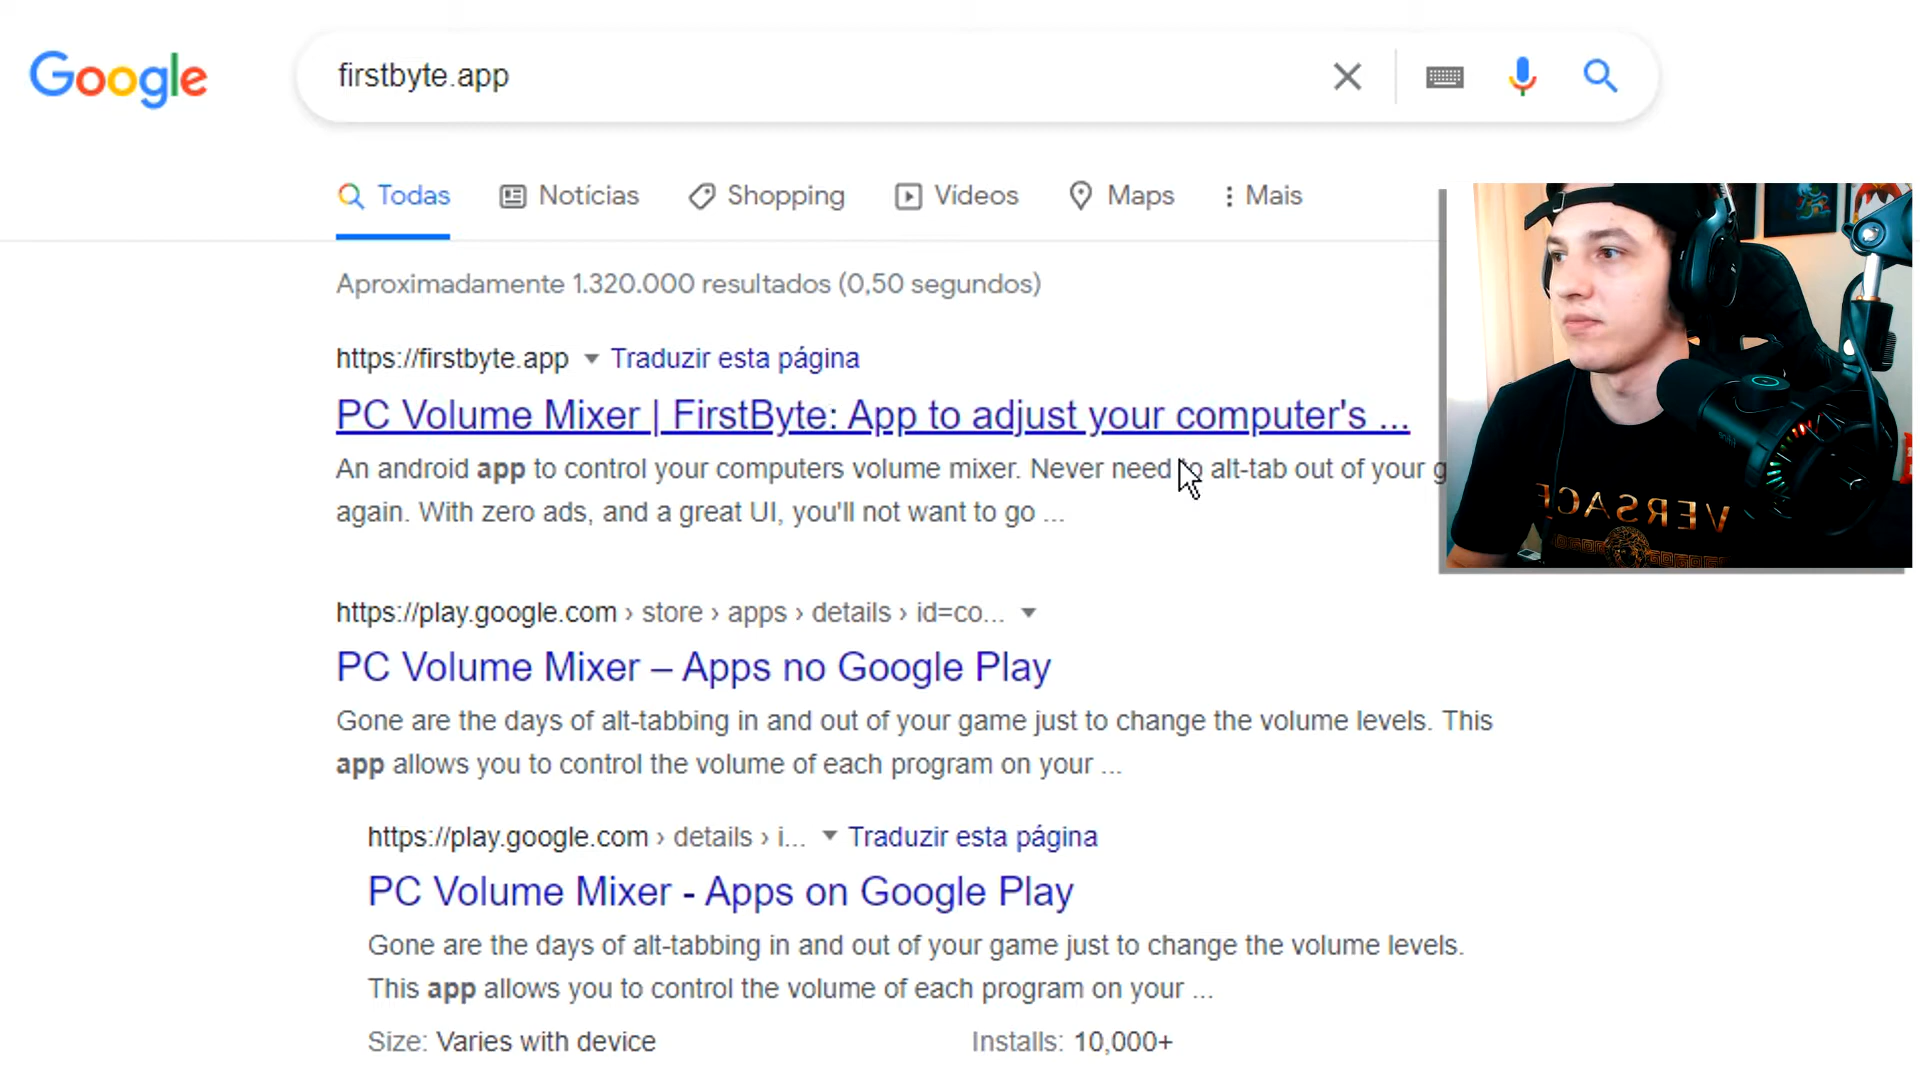 Google
firstbyte.app
Todas
Notícias
Shopping
Vídeos
Maps
Mais
Aproximadamente 1.320.000 resultados (0,50 segundos)
https://firstbyte.app
Traduzir esta página
PC Volume Mixer | FirstByte: App to adjust your computer's ...
An android app to control your computers volume mixer. Never need to alt-tab out of your g
again. With zero ads, and a great UI, you'll not want to go ...
https://play.google.com › store › apps › details › id=co...
PC Volume Mixer – Apps no Google Play
Gone are the days of alt-tabbing in and out of your game just to change the volume levels. This
app allows you to control the volume of each program on your ...
https://play.google.com › details › i...
Traduzir esta página
PC Volume Mixer - Apps on Google Play
Gone are the days of alt-tabbing in and out of your game just to change the volume levels.
This app allows you to control the volume of each program on your ...
Size: Varies with device
Installs: 10,000+
VERSACE